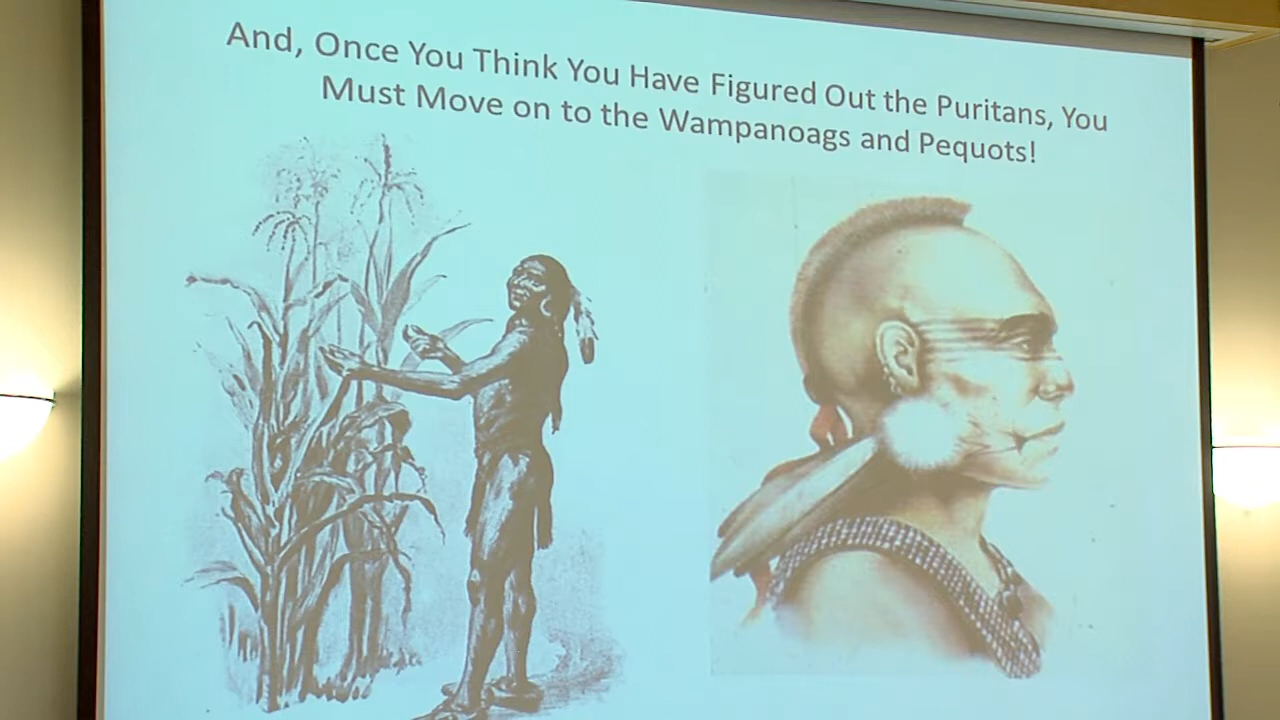 And, Once You Think You Have Figured Out the Puritans, You
Must Move on to the Wampanoags and Pequots!